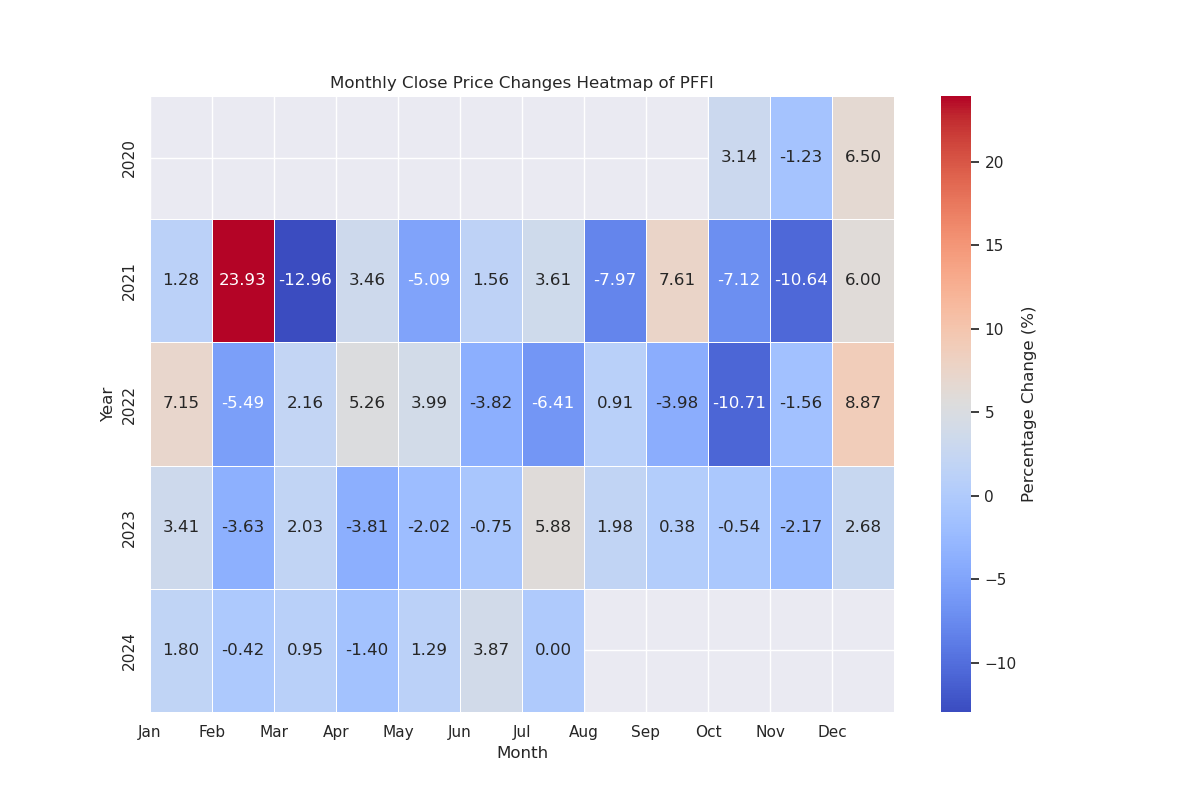 Monthly Close Price Changes Heatmap of PFFI
2020
3.14 -1.23 6.50
2021
1.28 23.93 -12.96 3.46 -5.09 1.56 3.61 -7.97 7.61 -7.12 -10.64 6.00
Year
2022
7.15 -5.49 2.16 5.26 3.99 -3.82 -6.41 0.91 -3.98 -10.71 -1.56 8.87
2023
3.41 -3.63 2.03 -3.81 -2.02 -0.75 5.88 1.98 0.38 -0.54 -2.17 2.68
2024
1.80 -0.42 0.95 -1.40 1.29 3.87 0.00
Jan Feb Mar Apr May Jun Jul Aug Sep Oct Nov Dec
Month
20
15
10
5
0
−5
−10
Percentage Change (%)